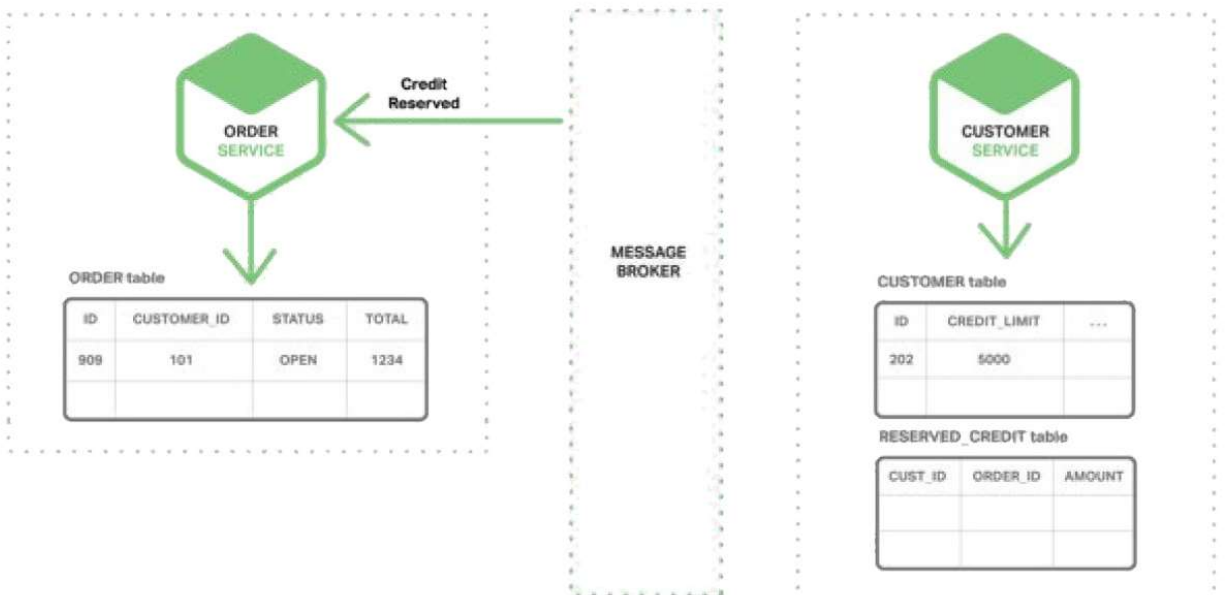 Credit
Reserved
ORDER
SERVICE
ORDER table
ID CUSTOMER_ID STATUS TOTAL
909 101 OPEN 1234
MESSAGE
BROKER
CUSTOMER
SERVICE
CUSTOMER table
ID CREDIT_LIMIT ...
202 5000
RESERVED_CREDIT table
CUST_ID ORDER_ID AMOUNT